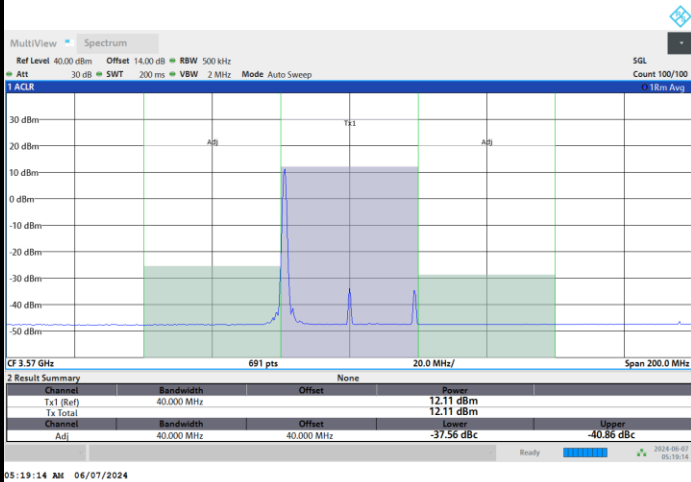 MultiView Spectrum
Ref Level 40.00 dBm Offset 14.00 dB RBW 500 kHz SGL
Att 30 dB SWT 200 ms VBW 2 MHz Mode Auto Sweep Count 100/100
1 ACLR 1Rm Avg
30 dBm
Tx1
20 dBm
Adj Adj
10 dBm
0 dBm
-10 dBm
-20 dBm
-30 dBm
-40 dBm
-50 dBm
CF 3.57 GHz 691 pts 20.0 MHz/ Span 200.0 MHz
2 Result Summary None
Channel Bandwidth Offset Power
Tx1 (Ref) 40.000 MHz 12.11 dBm
Tx Total 12.11 dBm
Channel Bandwidth Offset Lower Upper
Adj 40.000 MHz 40.000 MHz -37.56 dBc -40.86 dBc
Ready 2024-06-07
05:19:14
05:19:14 AM 06/07/2024